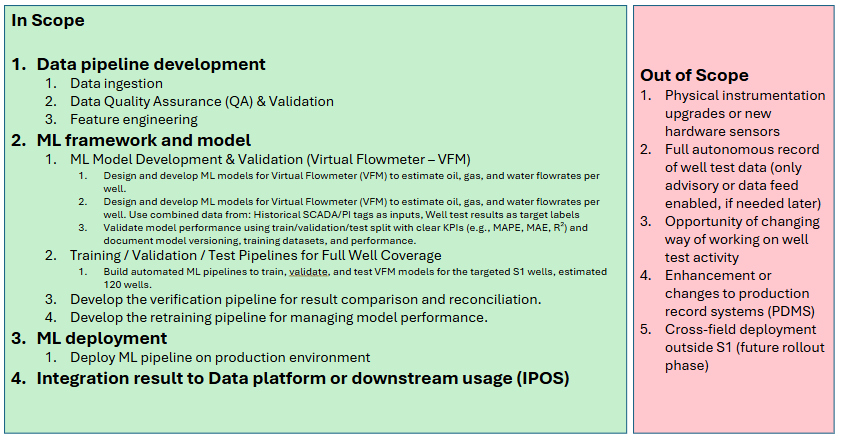 In Scope
1. Data pipeline development
1. Data ingestion
2. Data Quality Assurance (QA) & Validation
3. Feature engineering
2. ML framework and model
1. ML Model Development & Validation (Virtual Flowmeter – VFM)
1. Design and develop ML models for Virtual Flowmeter (VFM) to estimate oil, gas, and water flowrates per
well.
2. Design and develop ML models for Virtual Flowmeter (VFM) to estimate oil, gas, and water flowrates per
well. Use combined data from: Historical SCADA/PI tags as inputs, Well test results as target labels
3. Validate model performance using train/validation/test split with clear KPIs (e.g., MAPE, MAE, R²) and
document model versioning, training datasets, and performance.
2. Training / Validation / Test Pipelines for Full Well Coverage
1. Build automated ML pipelines to train, validate, and test VFM models for the targeted S1 wells, estimated
120 wells.
3. Develop the verification pipeline for result comparison and reconciliation.
4. Develop the retraining pipeline for managing model performance.
3. ML deployment
1. Deploy ML pipeline on production environment
4. Integration result to Data platform or downstream usage (IPOS)
Out of Scope
1. Physical instrumentation
upgrades or new
hardware sensors
2. Full autonomous record
of well test data (only
advisory or data feed
enabled, if needed later)
3. Opportunity of changing
way of working on well
test activity
4. Enhancement or
changes to production
record systems (PDMS)
5. Cross-field deployment
outside S1 (future rollout
phase)